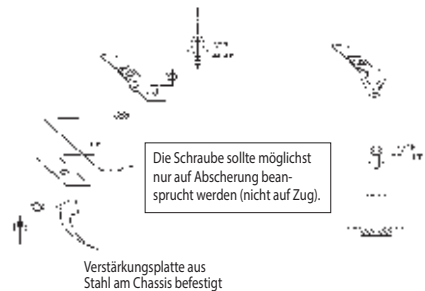 Die Schraube sollte möglichst
nur auf Abscherung bean-
sprucht werden (nicht auf Zug).
Verstärkungsplatte aus
Stahl am Chassis befestigt